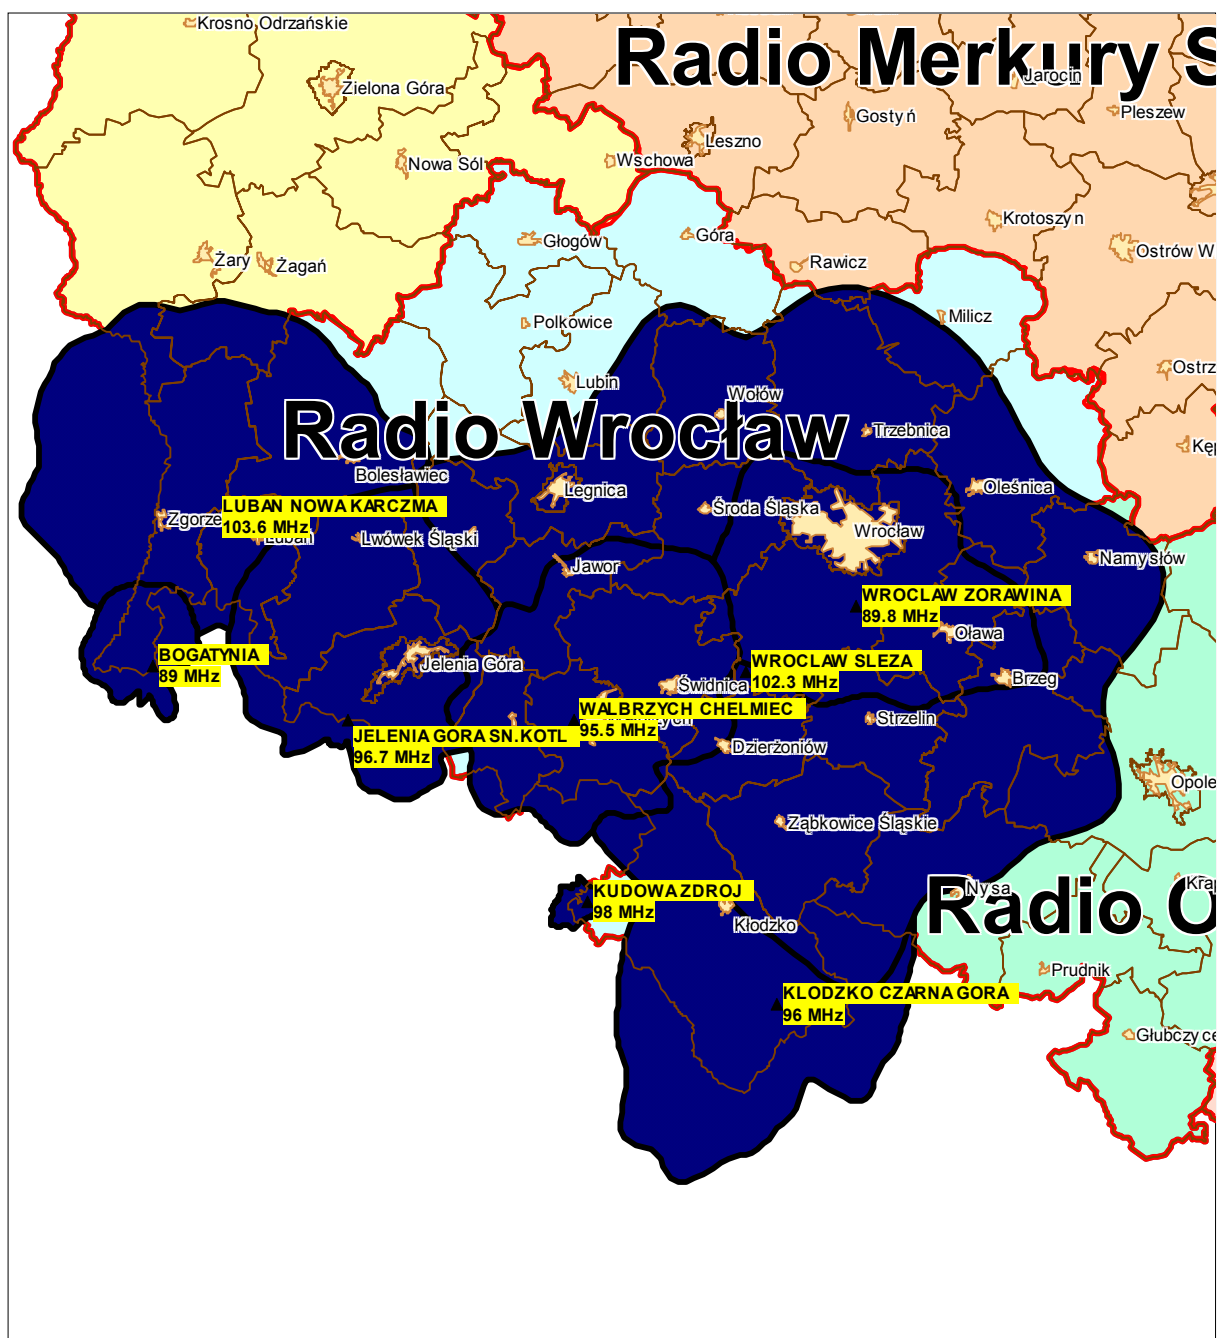 Krosno Odrzańskie
Radio Merkury S
Zielona Góra
Jarocin
Pleszew
Gostyń
Leszno
Nowa Sól
Wschowa
Krotoszyn
Głogów
Góra
Ostrów W
Żary
Żagań
Rawicz
Milicz
Polkowice
Ostrz
Lubin
Wołów
Radio Wrocław
Trzebnica
Kęp
Bolesławiec
Legnica
Oleśnica
LUBAN NOWA KARCZMA
103.6 MHz
Środa Śląska
Zgorze
Lubań
Lwówek Śląski
Wrocław
Namysłów
Jawor
WROCLAW ZORAWINA
89.8 MHz
Oława
BOGATYNIA
89 MHz
Jelenia Góra
WROCLAW SLEZA
102.3 MHz
Świdnica
Brzeg
WALBRZYCH CHELMIEC
95.5 MHz
Strzelin
JELENIA GORA SN.KOTL
96.7 MHz
Dzierżoniów
Opole
Ząbkowice Śląskie
KUDOWA ZDROJ
98 MHz
Nysa
Krap
Radio O
Kłodzko
Prudnik
KLODZKO CZARNA GORA
96 MHz
Głubczyce